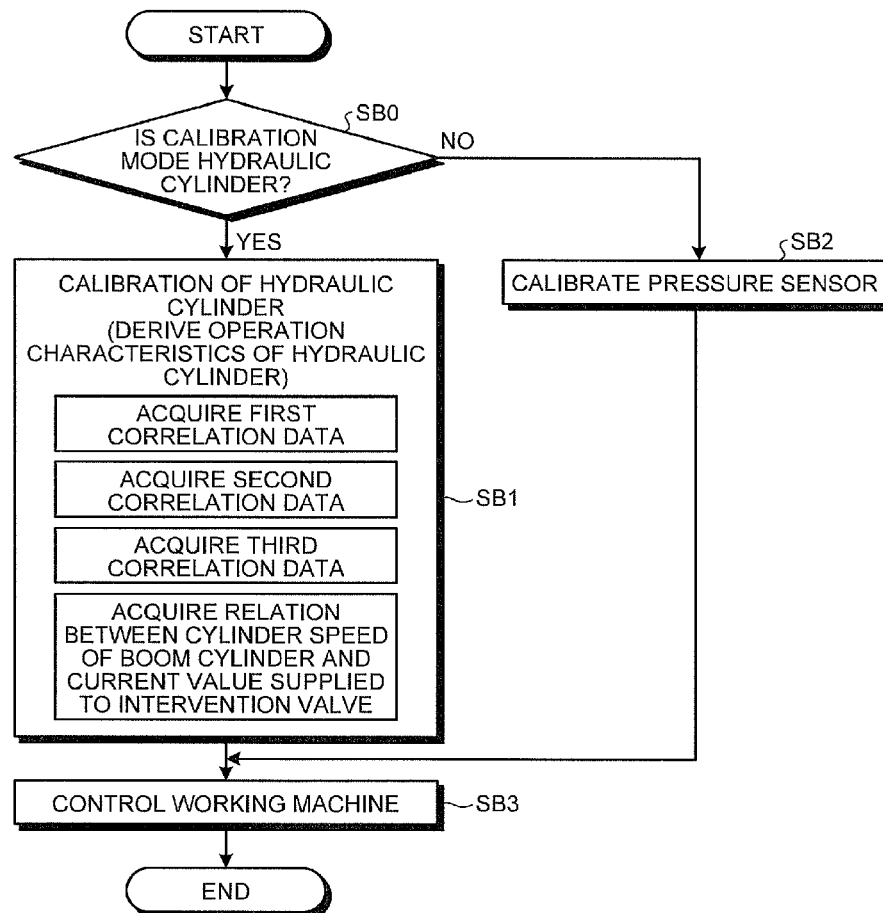 START
SB0
IS CALIBRATION
MODE HYDRAULIC
CYLINDER?
NO
YES
SB2
CALIBRATE PRESSURE SENSOR
CALIBRATION OF HYDRAULIC
CYLINDER
(DERIVE OPERATION
CHARACTERISTICS OF HYDRAULIC
CYLINDER)
ACQUIRE FIRST
CORRELATION DATA
ACQUIRE SECOND
CORRELATION DATA
SB1
ACQUIRE THIRD
CORRELATION DATA
ACQUIRE RELATION
BETWEEN CYLINDER SPEED
OF BOOM CYLINDER AND
CURRENT VALUE SUPPLIED
TO INTERVENTION VALVE
CONTROL WORKING MACHINE
SB3
END